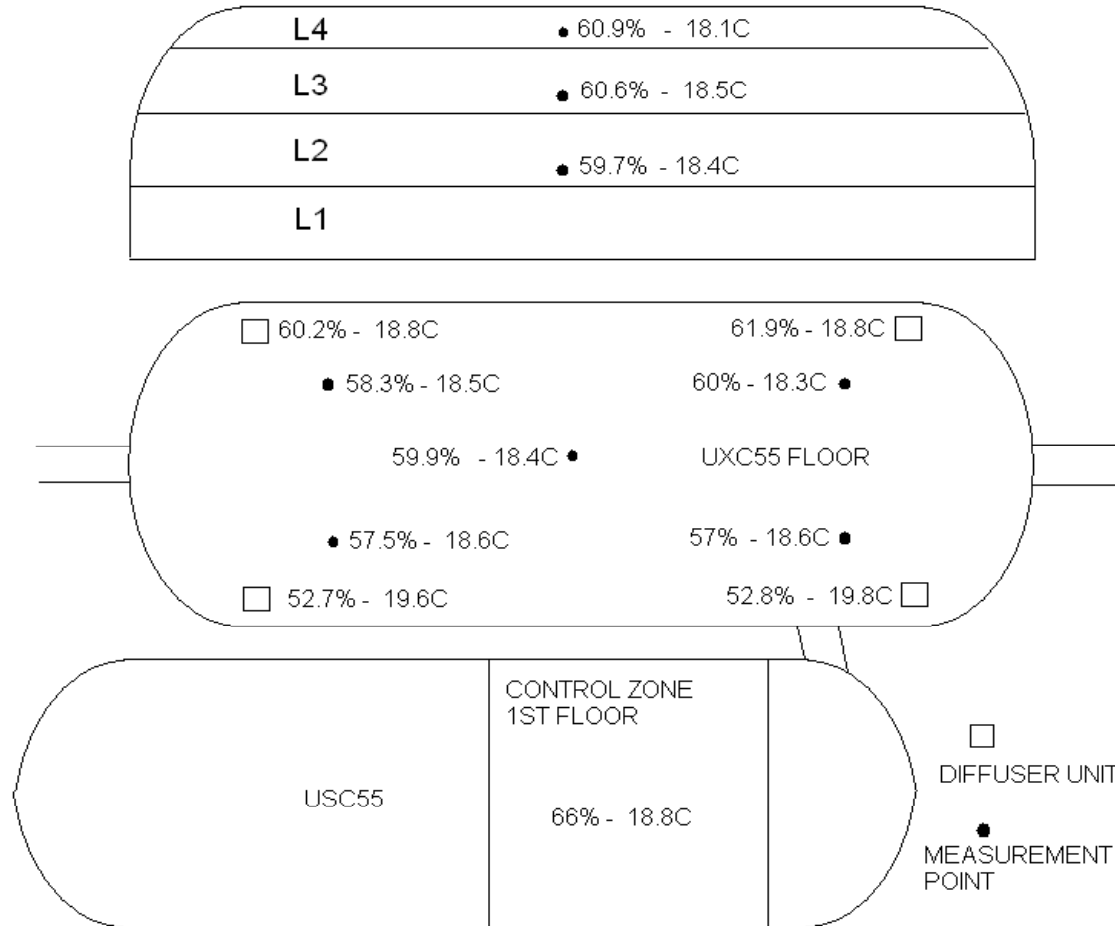 L4
60.9% - 18.1C
L3
60.6% - 18.5C
L2
59.7% - 18.4C
L1
60.2% - 18.8C
61.9% - 18.8C
58.3% - 18.5C
60% - 18.3C
59.9% - 18.4C
UXC55 FLOOR
57.5% - 18.6C
57% - 18.6C
52.7% - 19.6C
52.8% - 19.8C
CONTROL ZONE
1ST FLOOR
USC55
66% - 18.8C
DIFFUSER UNIT
MEASUREMENT
POINT